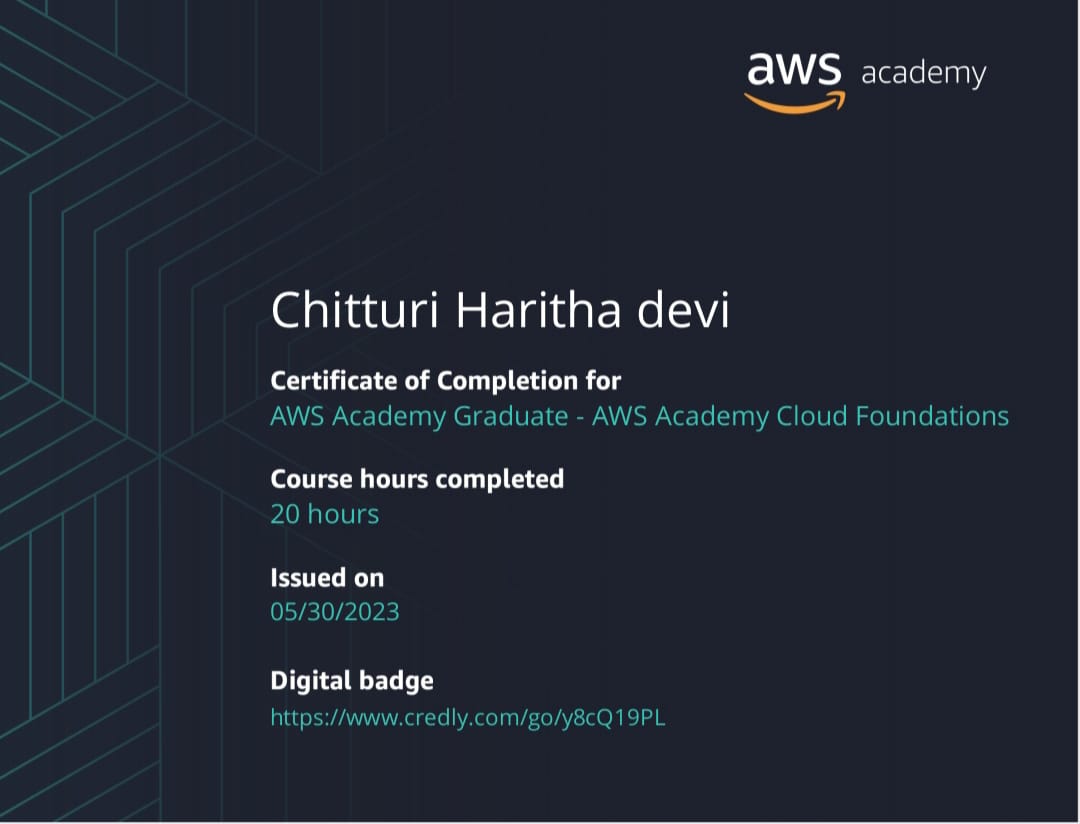 aws academy
Chitturi Haritha devi
Certificate of Completion for
AWS Academy Graduate - AWS Academy Cloud Foundations
Course hours completed
20 hours
Issued on
05/30/2023
Digital badge
https://www.credly.com/go/y8cQ19PL